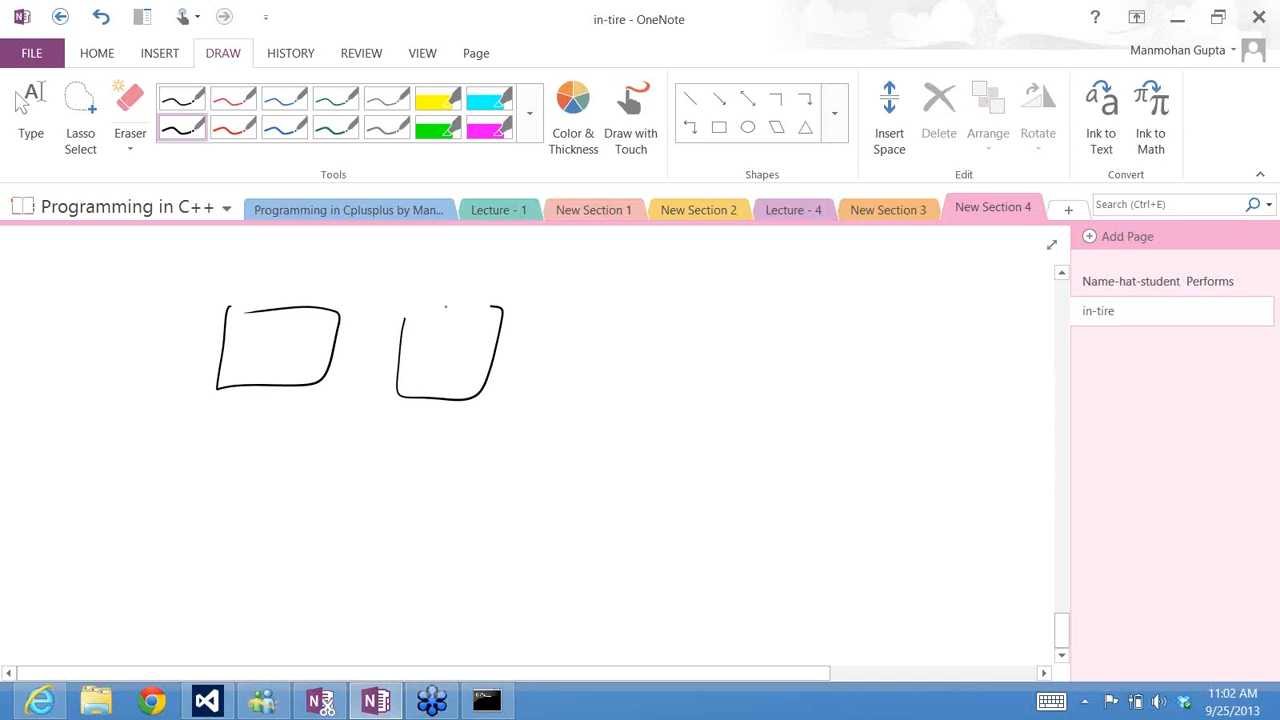 in-tire - OneNote
?
Manmohan Gupta
FILE HOME INSERT DRAW HISTORY REVIEW VIEW Page
Type
Lasso
Select
Eraser
Color &
Thickness
Draw with
Touch
Insert
Space
Delete
Arrange
Rotate
Ink to
Text
Ink to
Math
Tools
Shapes
Edit
Convert
Programming in C++
Programming in Cplusplus by Man...
Lecture - 1
New Section 1
New Section 2
Lecture - 4
New Section 3
New Section 4
Search (Ctrl+E)
Add Page
Name-hat-student Performs
in-tire
11:02 AM
9/25/2013